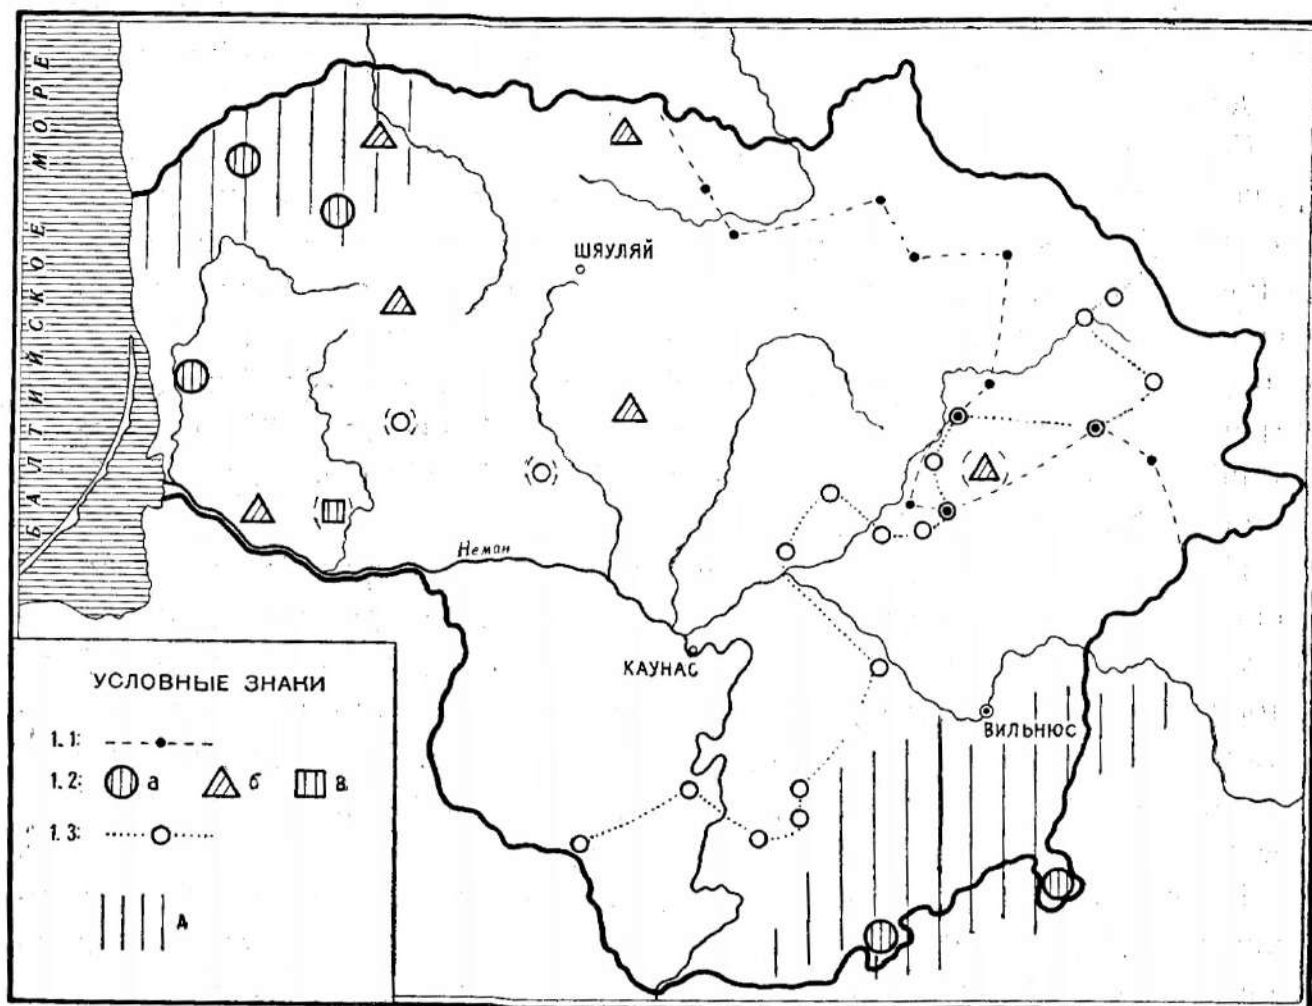 БАЛТИЙСКОЕ МОРЕ
ШЯУЛЯЙ
Неман
КАУНАС
ВИЛЬНЮС
УСЛОВНЫЕ ЗНАКИ
1.1:
1.2: а б в.
1.3:
д